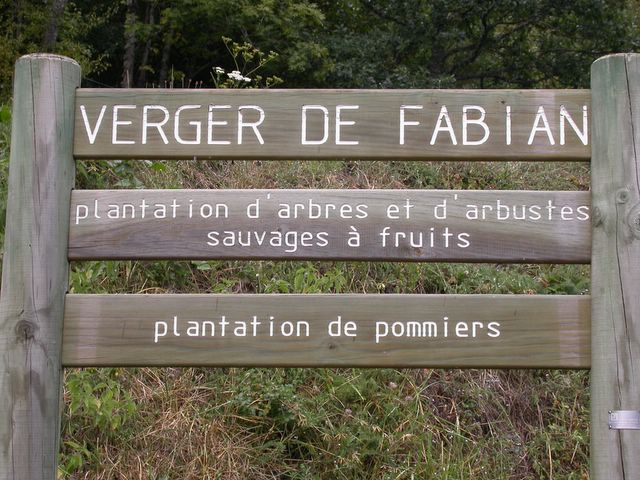 VERGER DE FABIAN
plantation d'arbres et d'arbustes
sauvages à fruits
plantation de pommiers